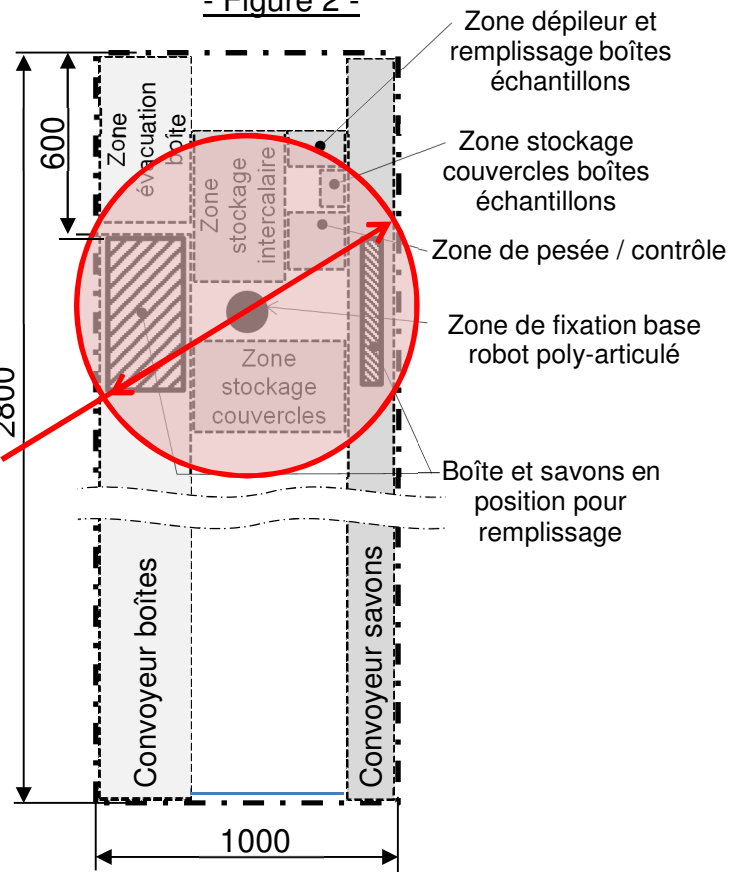 - Figure 2 -
Zone dépileur et
remplissage boîtes
échantillons
Zone stockage
couvercles boîtes
échantillons
Zone de pesée / contrôle
Zone de fixation base
robot poly-articulé
Boîte et savons en
position pour
remplissage
600
2800
1000
Zone
évacuation
boîte
Zone
stockage
intercalaire
Zone
stockage
couvercles
Convoyeur boîtes
Convoyeur savons